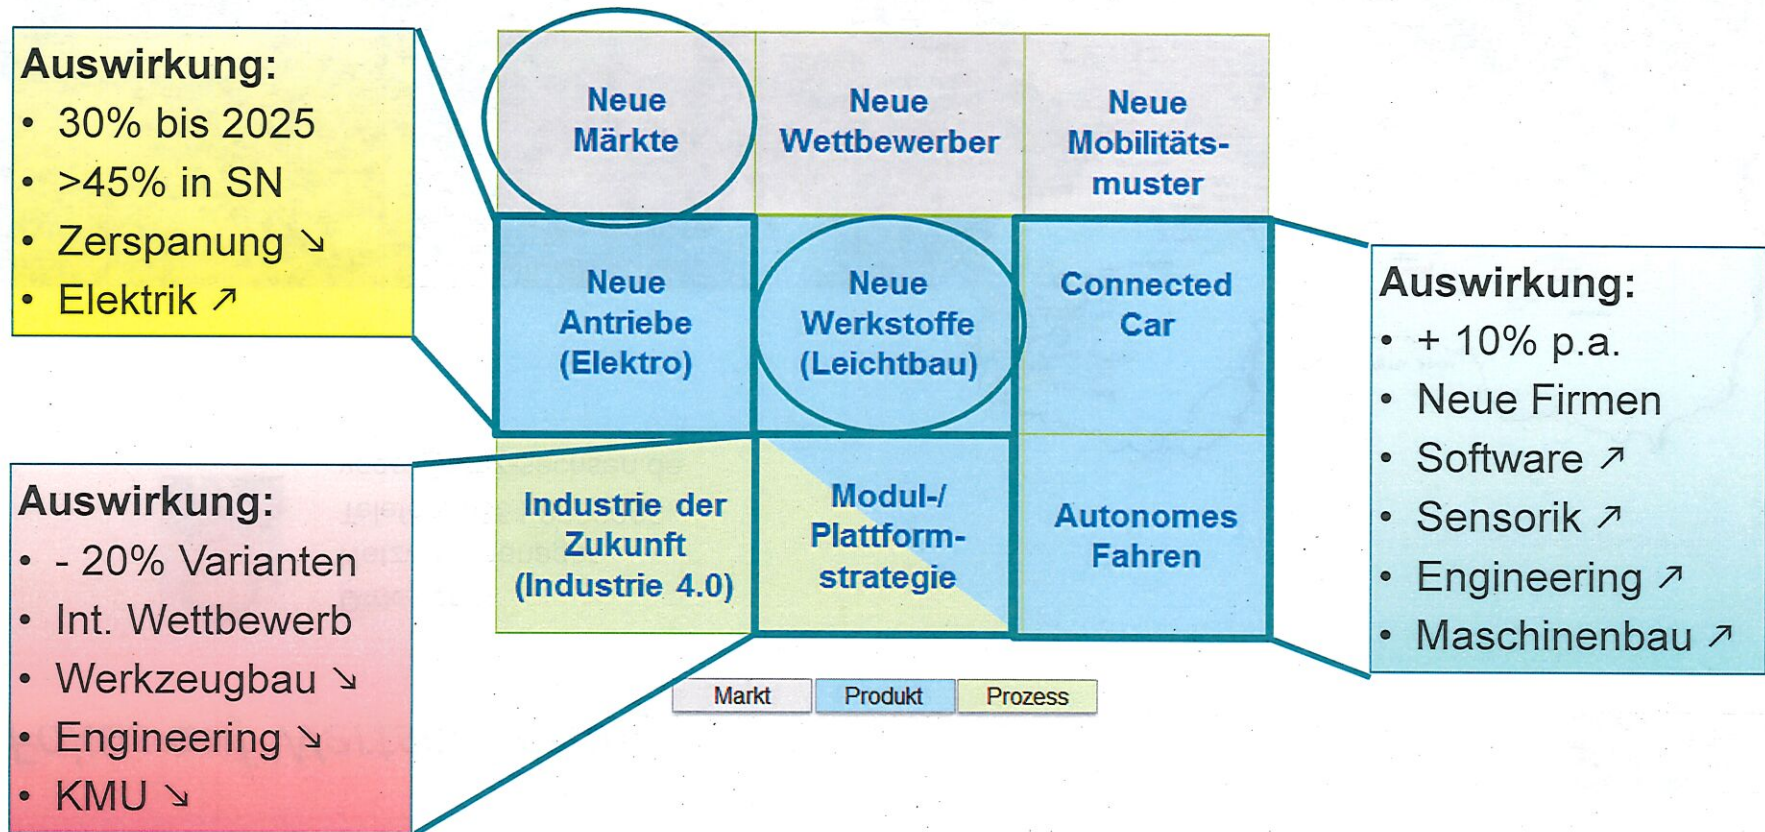 Auswirkung:
• 30% bis 2025
• >45% in SN
• Zerspanung ↘
• Elektrik ↗
Neue
Märkte
Neue
Wettbewerber
Neue
Mobilitäts-
muster
Neue
Antriebe
(Elektro)
Neue
Werkstoffe
(Leichtbau)
Connected
Car
Industrie der
Zukunft
(Industrie 4.0)
Modul-/
Plattform-
strategie
Autonomes
Fahren
Auswirkung:
• - 20% Varianten
• Int. Wettbewerb
• Werkzeugbau ↘
• Engineering ↘
• KMU ↘
Auswirkung:
• + 10% p.a.
• Neue Firmen
• Software ↗
• Sensorik ↗
• Engineering ↗
• Maschinenbau ↗
Markt
Produkt
Prozess